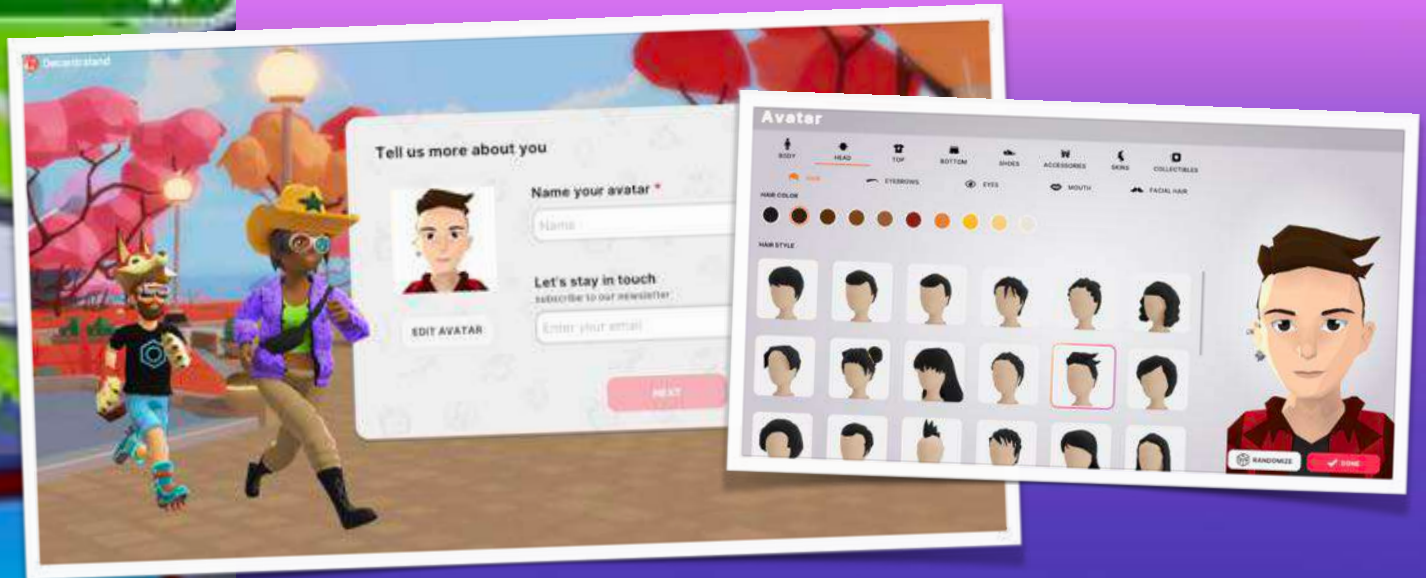 Decentraland
Tell us more about you
Name your avatar *
Name
Let's stay in touch
subscribe to our newsletter
Enter your email
EDIT AVATAR
NEXT
Avatar
BODY
HEAD
TOP
BOTTOM
SHOES
ACCESSORIES
SKINS
COLLECTIBLES
HAIR
EYEBROWS
EYES
MOUTH
FACIAL HAIR
HAIR COLOR
HAIR STYLE
RANDOMIZE
DONE